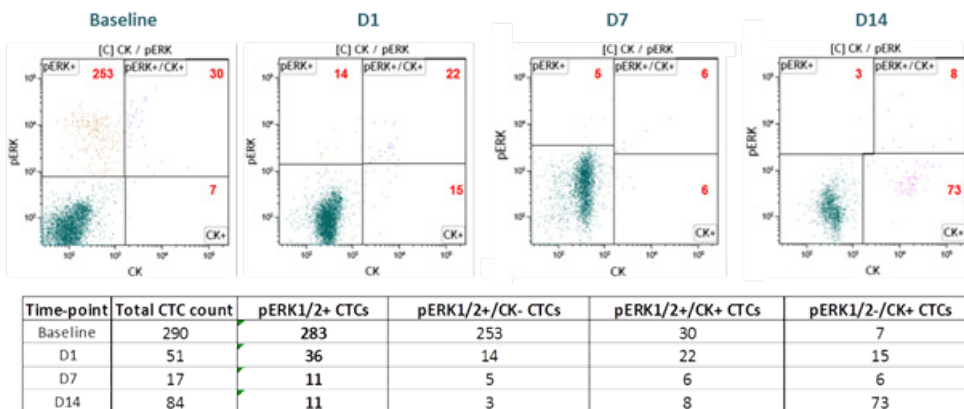 Baseline D1 D7 D14
[C] CK / pERK [C] CK / pERK [C] CK / pERK [C] CK / pERK
pERK+ 253 pERK+/CK+ 30 pERK+ 14 pERK+/CK+ 22 pERK+ 5 pERK+/CK+ 6 pERK+ 3 pERK+/CK+ 8
pERK pERK pERK pERK
7 15 6 73
CK+ CK+ CK+ CK+
CK CK CK CK
Time-point Total CTC count pERK1/2+ CTCs pERK1/2+/CK- CTCs pERK1/2+/CK+ CTCs pERK1/2-/CK+ CTCs
Baseline 290 283 253 30 7
D1 51 36 14 22 15
D7 17 11 5 6 6
D14 84 11 3 8 73